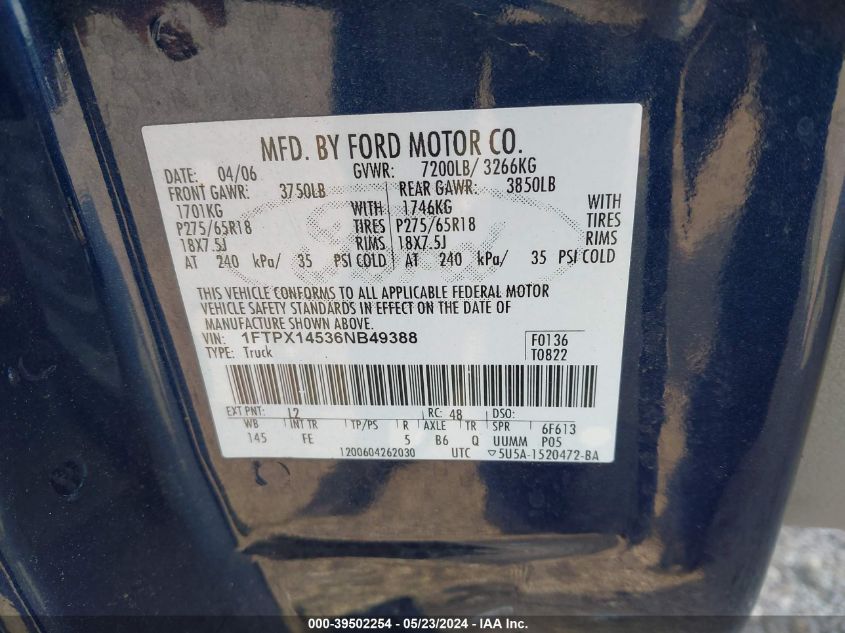 MFD. BY FORD MOTOR CO.
DATE: 04/06 GVWR: 7200LB/ 3266KG
FRONT GAWR: 3750LB REAR GAWR: 3850LB
1701KG WITH 1746KG WITH
P275/65R18 TIRES P275/65R18 TIRES
18X7.5J RIMS 18X7.5J RIMS
AT 240 kPa/ 35 PSI COLD AT 240 kPa/ 35 PSI COLD
THIS VEHICLE CONFORMS TO ALL APPLICABLE FEDERAL MOTOR
VEHICLE SAFETY STANDARDS IN EFFECT ON THE DATE OF
MANUFACTURE SHOWN ABOVE.
VIN: 1FTPX14536NB49388 F0136
TYPE: Truck T0822
EXT PNT: L2 RC: 48 DSO:
WB INT TR TP/PS R AXLE TR SPR 6F613
145 FE 5 B6 Q UUMM P05
1200604262030 UTC ▽5U5A-1520472-BA
000-39502254 - 05/23/2024 - IAAI - Copart, Inc.